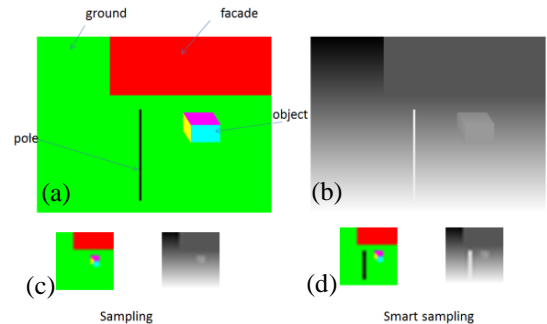 ground
facade
object
pole
(a)
(b)
(c)
(d)
Sampling
Smart sampling